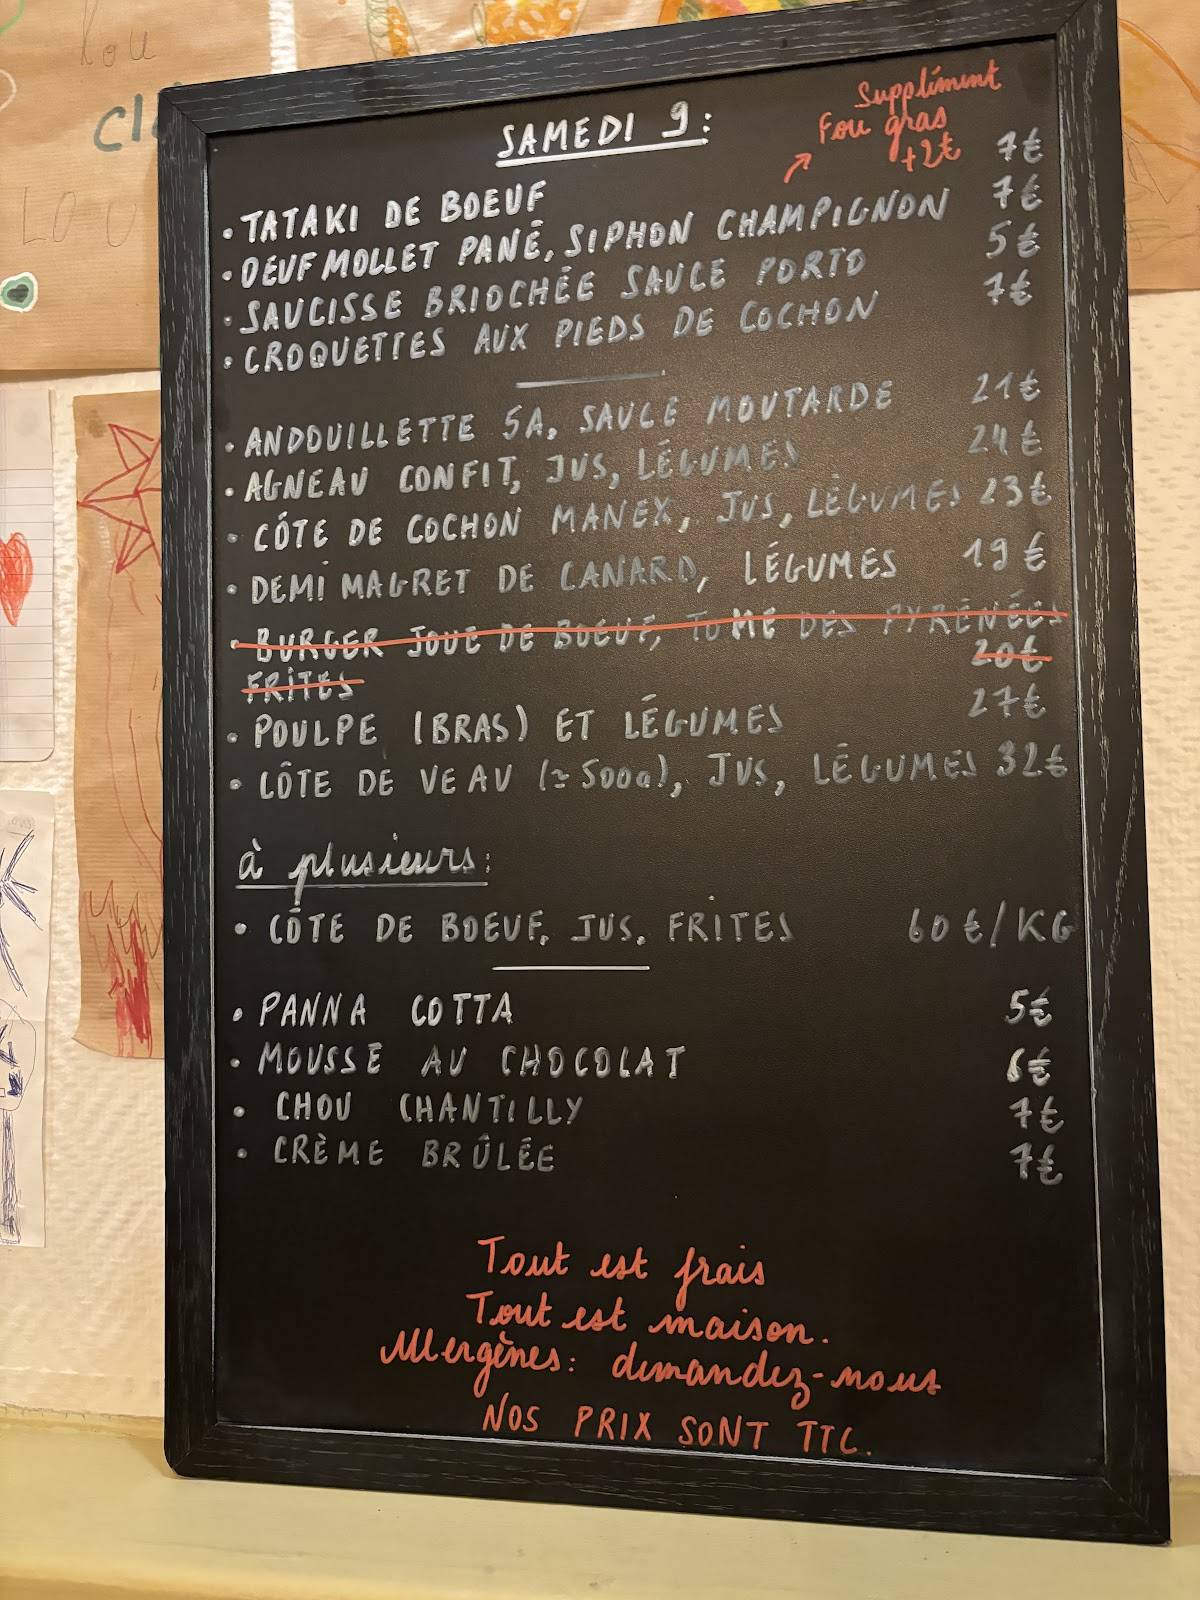 Lou
LOU
SAMEDI 9:
Supplément
Fou gras
+2€
• TATAKI DE BOEUF 7€
• OEUF MOLLET PANÉ, SIPHON CHAMPIGNON 7€
• SAUCISSE BRIOCHÉE SAUCE PORTO 5€
• CROQUETTES AUX PIEDS DE COCHON 7€
• ANDOUILLETTE 5A, SAUCE MOUTARDE 21€
• AGNEAU CONFIT, JUS, LÉGUMES 24€
• CÔTE DE COCHON MANEX, JUS, LÉGUMES 23€
• DEMI MAGRET DE CANARD, LÉGUMES 19€
• BURGER JOUE DE BOEUF, TOME DES PYRÉNÉES
FRITES 20€
• POULPE (BRAS) ET LÉGUMES 27€
• CÔTE DE VEAU (≃ 500g), JUS, LÉGUMES 32€
à plusieurs:
• CÔTE DE BOEUF, JUS, FRITES 60€/KG
• PANNA COTTA 5€
• MOUSSE AU CHOCOLAT 6€
• CHOU CHANTILLY 7€
• CRÈME BRÛLÉE 7€
Tout est frais
Tout est maison.
Allergènes: demandez-nous
NOS PRIX SONT TTC.